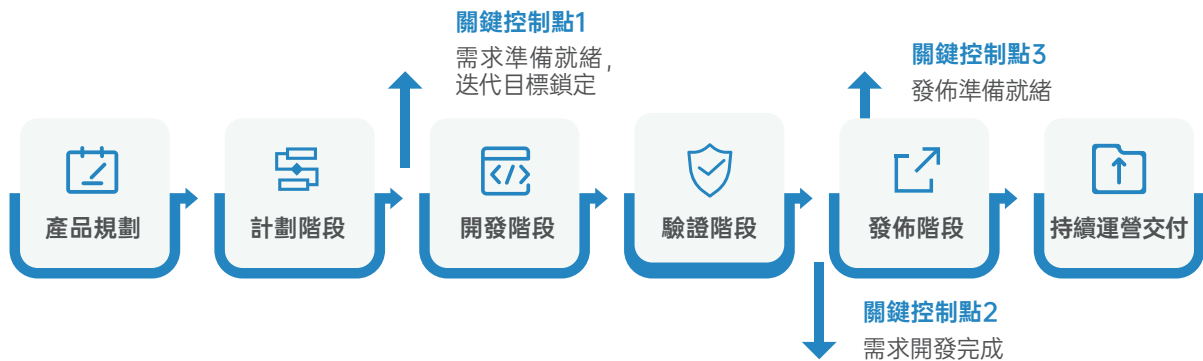 關鍵控制點1
需求準備就緒,
迭代目標鎖定
關鍵控制點3
發佈準備就緒
產品規劃
計劃階段
開發階段
驗證階段
發佈階段
持續運營交付
關鍵控制點2
需求開發完成